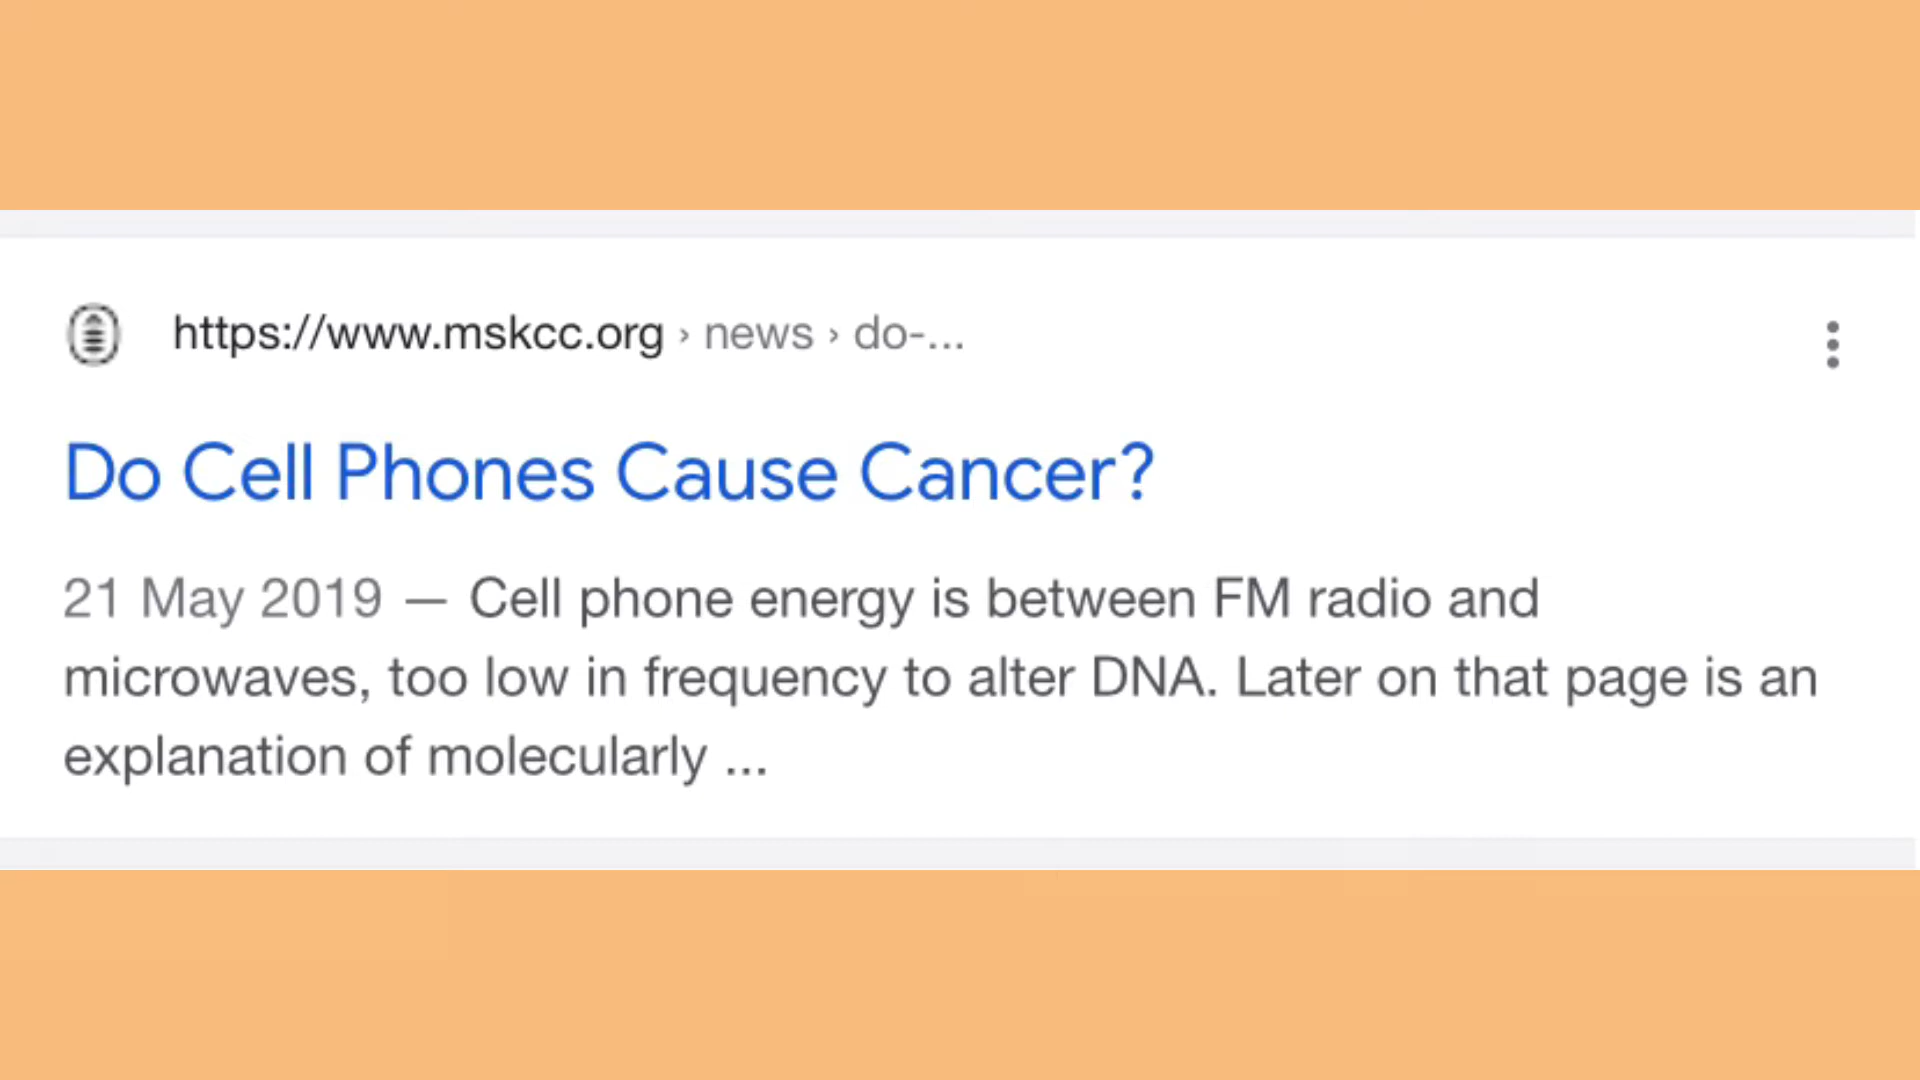 https://www.mskcc.org › news › do-...
Do Cell Phones Cause Cancer?
21 May 2019 — Cell phone energy is between FM radio and
microwaves, too low in frequency to alter DNA. Later on that page is an
explanation of molecularly ...